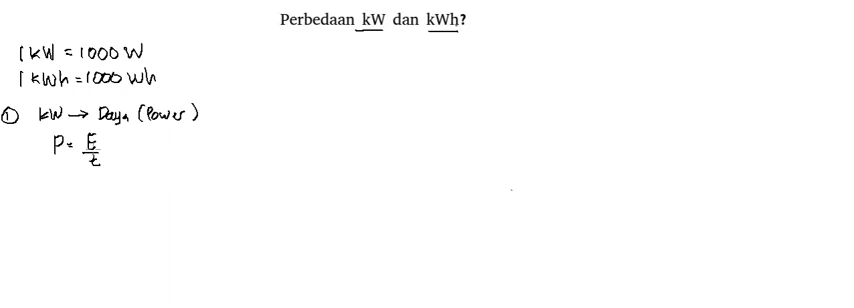 Perbedaan kW dan kWh?
1 kW = 1000 W
1 kWh = 1000 Wh
① kW → Daya (Power)
P = E/t